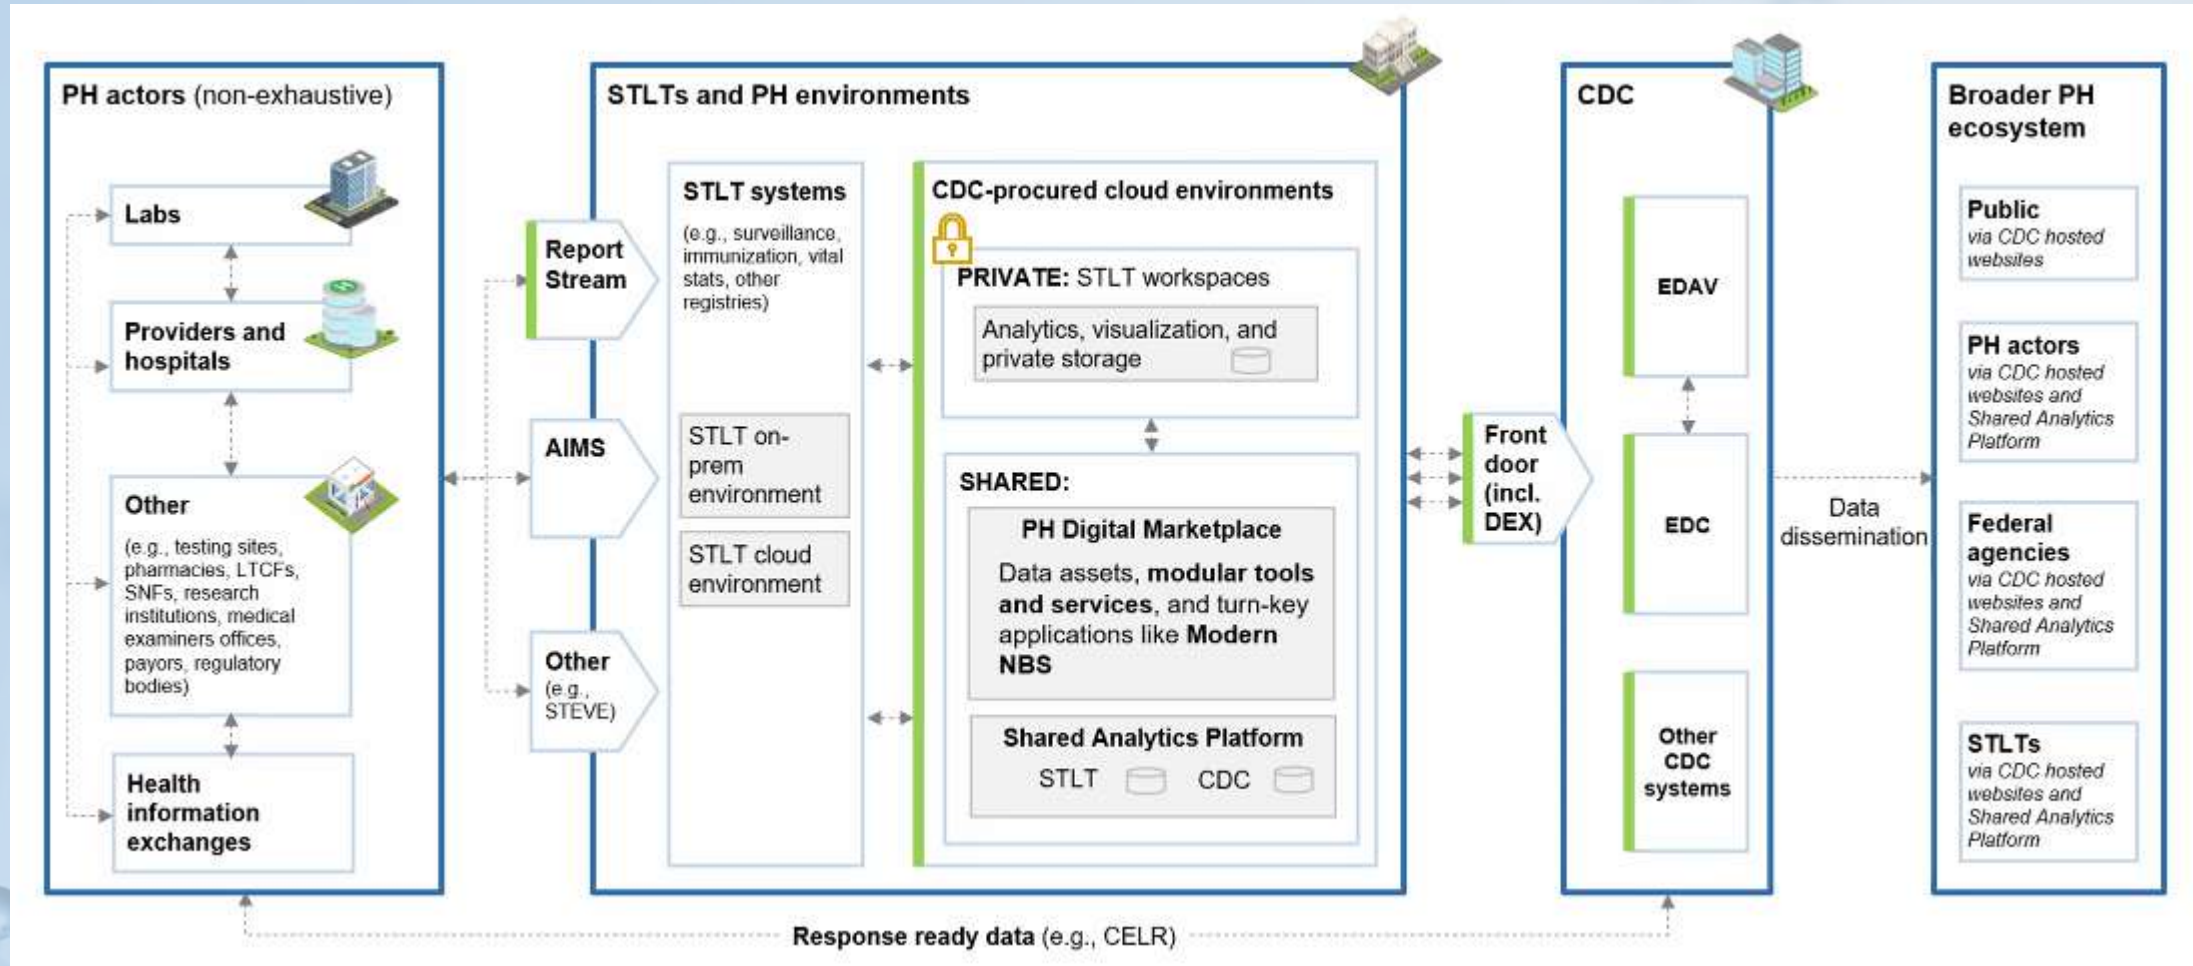 PH actors (non-exhaustive)
Labs
Providers and
hospitals
Other
(e.g., testing sites,
pharmacies, LTCFs,
SNFs, research
institutions, medical
examiners offices,
payors, regulatory
bodies)
Health
information
exchanges
STLTs and PH environments
Report
Stream
AIMS
Other
(e.g.,
STEVE)
STLT systems
(e.g., surveillance,
immunization, vital
stats, other
registries)
STLT on-
prem
environment
STLT cloud
environment
CDC-procured cloud environments
PRIVATE: STLT workspaces
Analytics, visualization, and
private storage
SHARED:
PH Digital Marketplace
Data assets, modular tools
and services, and turn-key
applications like Modern
NBS
Shared Analytics Platform
STLT CDC
Front
door
(incl.
DEX)
CDC
EDAV
EDC
Other
CDC
systems
Data
dissemination
Broader PH
ecosystem
Public
via CDC hosted
websites
PH actors
via CDC hosted
websites and
Shared Analytics
Platform
Federal
agencies
via CDC hosted
websites and
Shared Analytics
Platform
STLTs
via CDC hosted
websites and
Shared Analytics
Platform
Response ready data (e.g., CELR)